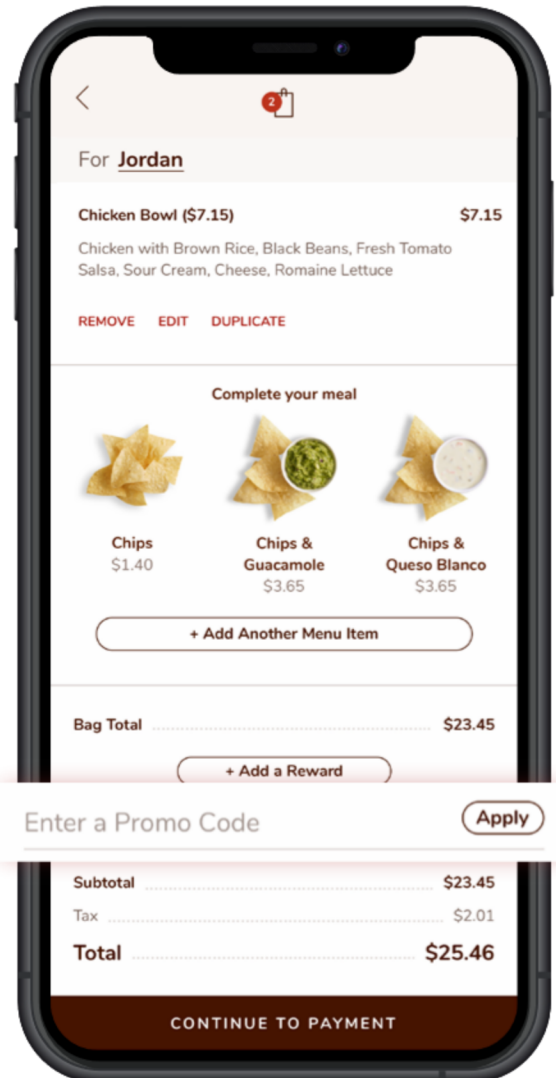 2
For Jordan
Chicken Bowl ($7.15) $7.15
Chicken with Brown Rice, Black Beans, Fresh Tomato
Salsa, Sour Cream, Cheese, Romaine Lettuce
REMOVE EDIT DUPLICATE
Complete your meal
Chips
$1.40
Chips &
Guacamole
$3.65
Chips &
Queso Blanco
$3.65
+ Add Another Menu Item
Bag Total $23.45
+ Add a Reward
Enter a Promo Code Apply
Subtotal $23.45
Tax $2.01
Total $25.46
CONTINUE TO PAYMENT